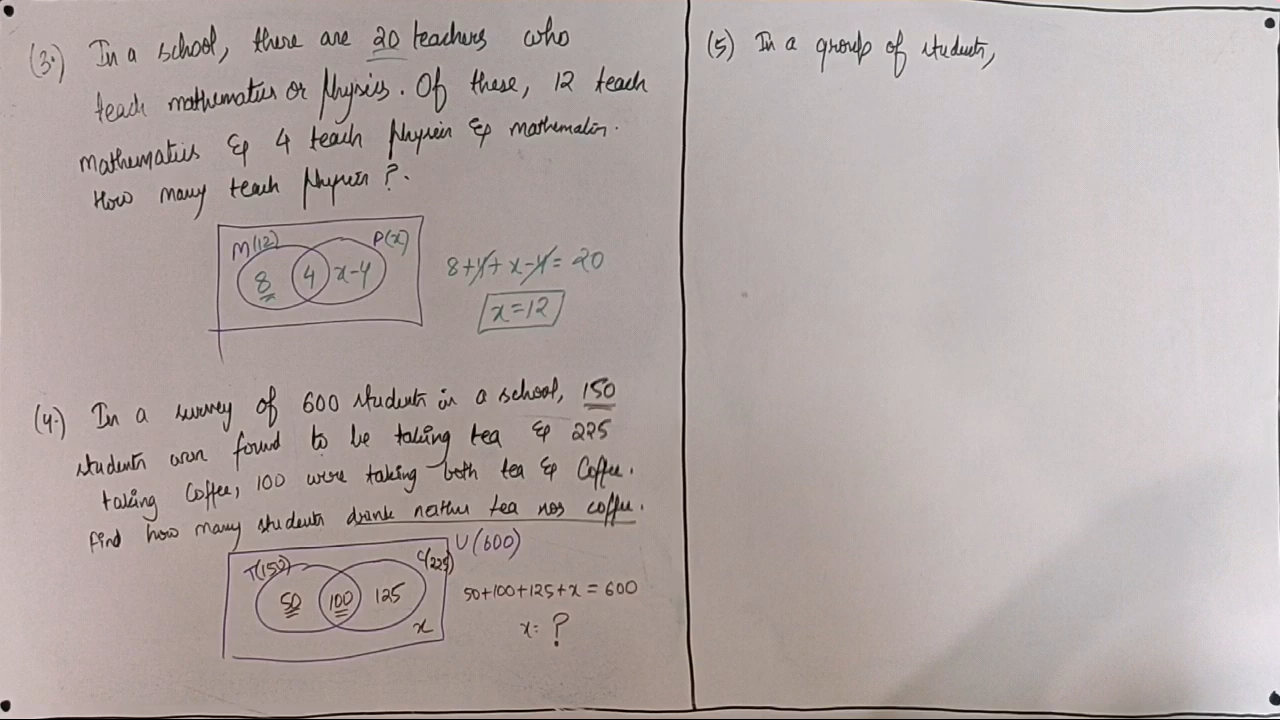 (3.) In a school, there are 20 teachers who
teach mathematics or Physics. Of these, 12 teach
Mathematics & 4 teach Physics & mathematics.
How many teach Physics ?.
M(12) P(x)
8 4 x-4
8+4+x-4= 20
x=12
(4.) In a survey of 600 students in a school, 150
students were found to be taking tea & 225
taking Coffee, 100 were taking both tea & Coffee.
find how many students drink neither tea nor coffee.
U(600)
T(150) C(225)
50 100 125
x
50+100+125+x = 600
x= ?
(5) In a group of students,